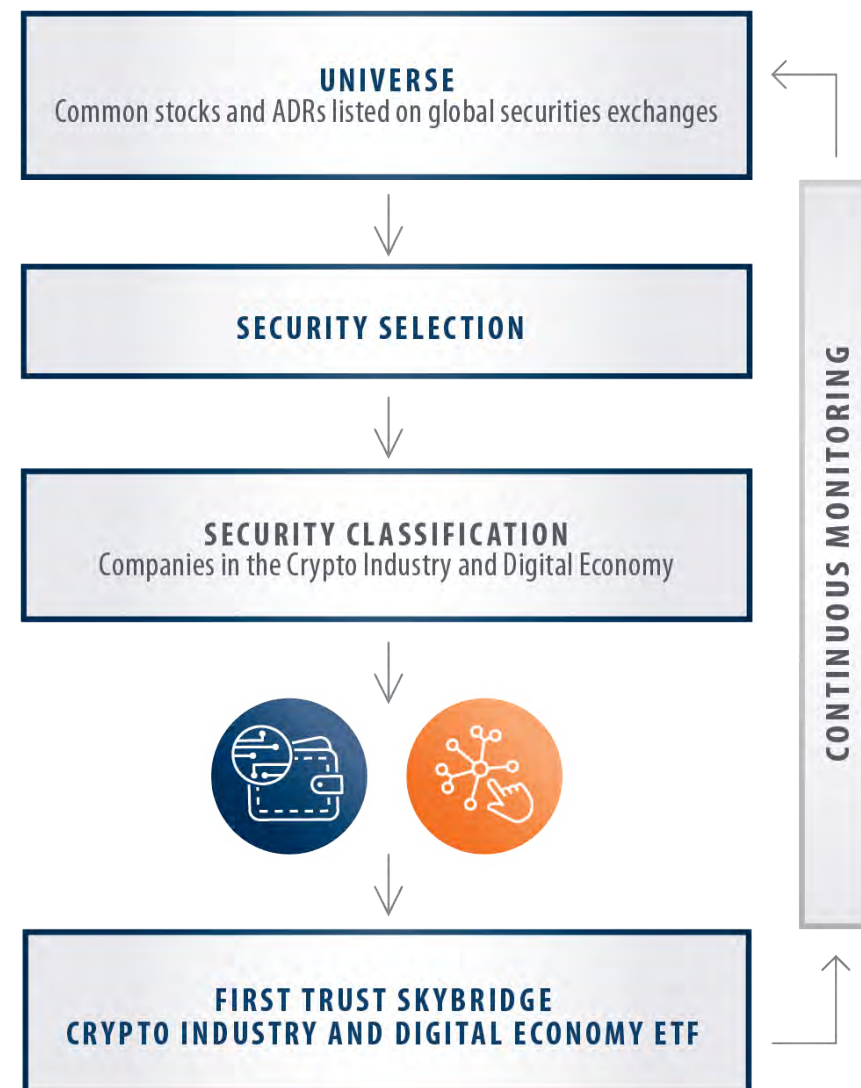 UNIVERSE
Common stocks and ADRs listed on global securities exchanges
SECURITY SELECTION
SECURITY CLASSIFICATION
Companies in the Crypto Industry and Digital Economy
FIRST TRUST SKYBRIDGE
CRYPTO INDUSTRY AND DIGITAL ECONOMY ETF
CONTINUOUS MONITORING